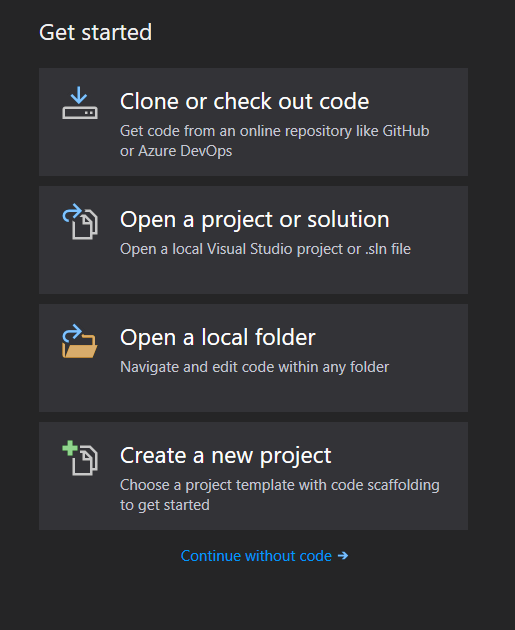 Get started
Clone or check out code
Get code from an online repository like GitHub
or Azure DevOps
Open a project or solution
Open a local Visual Studio project or .sln file
Open a local folder
Navigate and edit code within any folder
Create a new project
Choose a project template with code scaffolding
to get started
Continue without code →